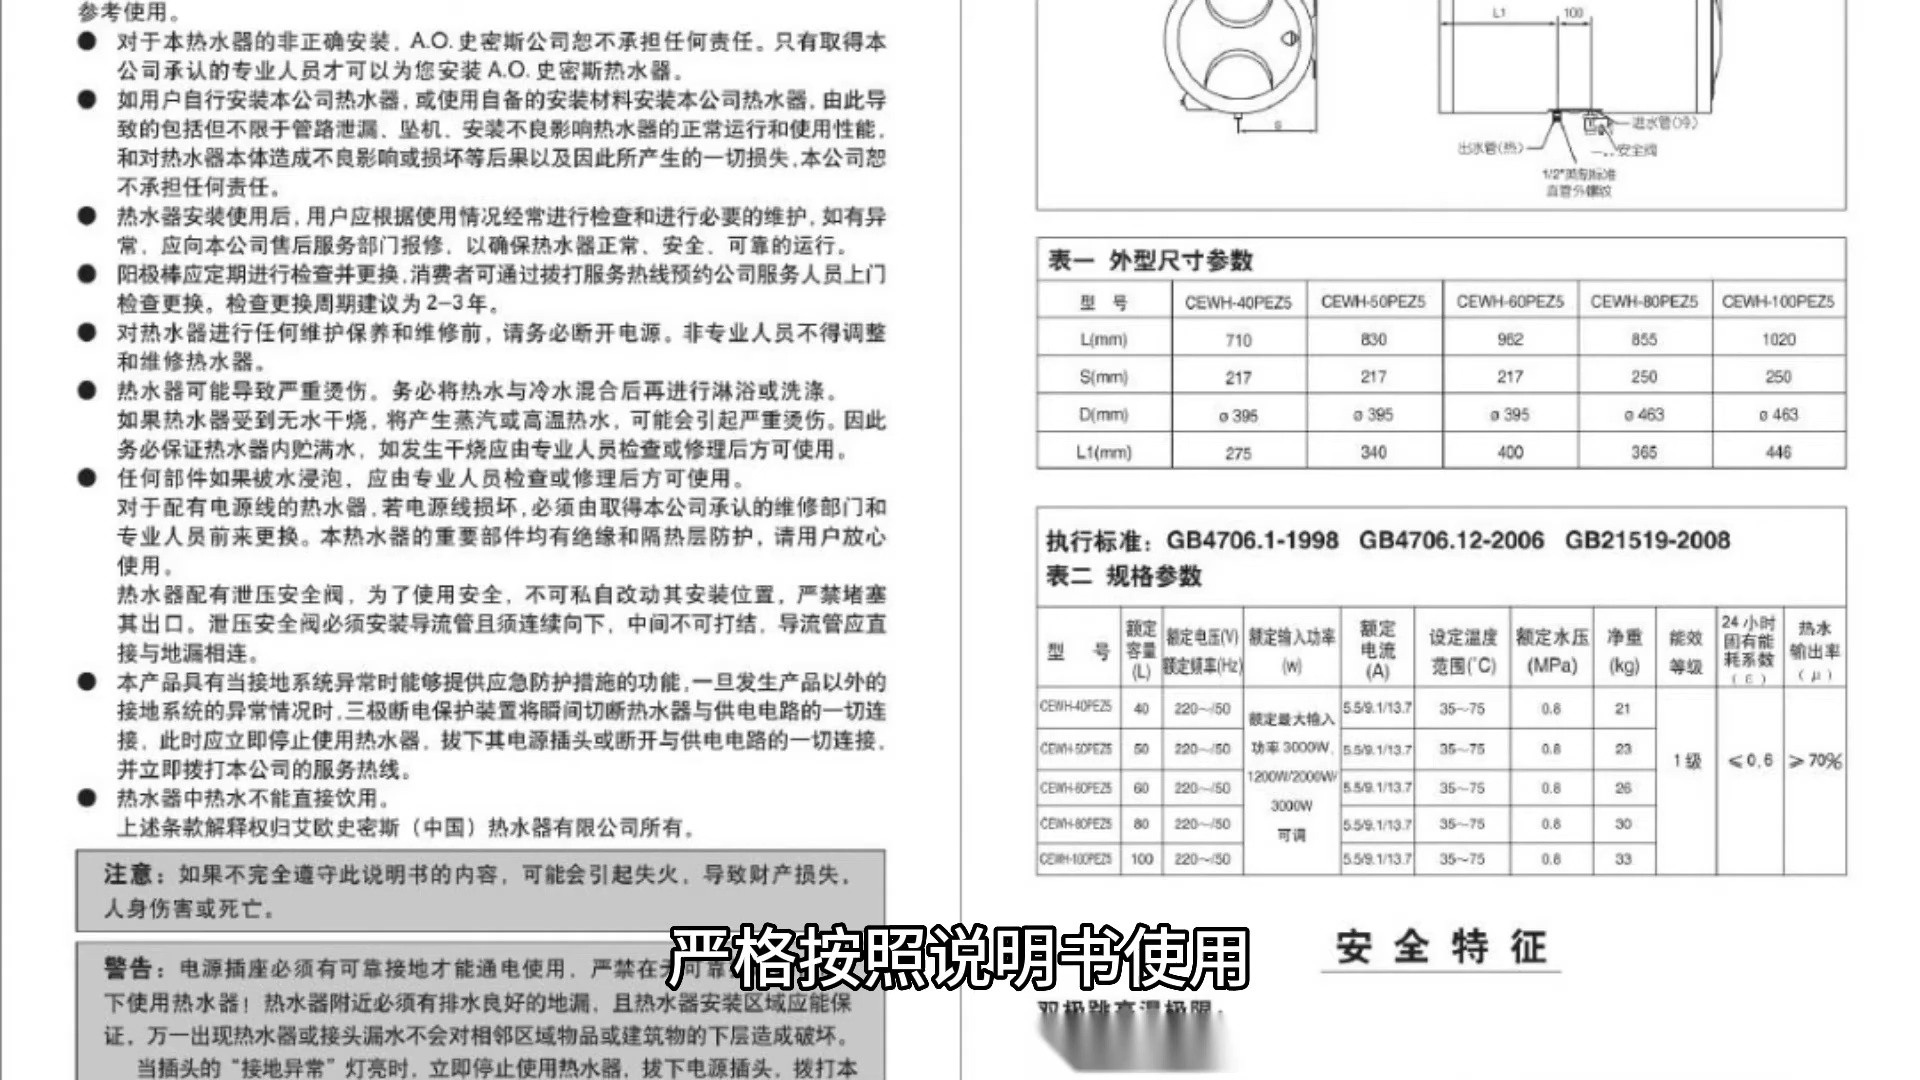 参考使用。
● 对于本热水器的非正确安装，A.O.史密斯公司恕不承担任何责任。只有取得本
公司承认的专业人员才可以为您安装 A.O.史密斯热水器。
● 如用户自行安装本公司热水器，或使用自备的安装材料安装本公司热水器，由此导
致的包括但不限于管路泄漏、坠机、安装不良影响热水器的正常运行和使用性能，
和对热水器本体造成不良影响或损坏等后果以及因此所产生的一切损失，本公司恕
不承担任何责任。
● 热水器安装使用后，用户应根据使用情况经常进行检查和进行必要的维护，如有异
常，应向本公司售后服务部门报修，以确保热水器正常、安全、可靠的运行。
● 阳极棒应定期进行检查并更换，消费者可通过拨打服务热线预约公司服务人员上门
检查更换。检查更换周期建议为 2-3 年。
● 对热水器进行任何维护保养和维修前，请务必断开电源。非专业人员不得调整
和维修热水器。
● 热水器可能导致严重烫伤。务必将热水与冷水混合后再进行淋浴或洗涤。
如果热水器受到无水干烧，将产生蒸汽或高温热水，可能会引起严重烫伤。因此
务必保证热水器内贮满水，如发生干烧应由专业人员检查或修理后方可使用。
● 任何部件如果被水浸泡，应由专业人员检查或修理后方可使用。
对于配有电源线的热水器，若电源线损坏，必须由取得本公司承认的维修部门和
专业人员前来更换。本热水器的重要部件均有绝缘和隔热层防护，请用户放心
使用。
热水器配有泄压安全阀，为了使用安全，不可私自改动其安装位置，严禁堵塞
其出口。泄压安全阀必须安装导流管且须连续向下，中间不可打结，导流管应直
接与地漏相连。
● 本产品具有当接地系统异常时能够提供应急防护措施的功能，一旦发生产品以外的
接地系统的异常情况时，三极断电保护装置将瞬间切断热水器与供电电路的一切连
接，此时应立即停止使用热水器，拔下其电源插头或断开与供电电路的一切连接，
并立即拨打本公司的服务热线。
● 热水器中热水不能直接饮用。
上述条款解释权归艾欧史密斯（中国）热水器有限公司所有。
注意：如果不完全遵守此说明书的内容，可能会引起失火，导致财产损失，
人身伤害或死亡。
警告：电源插座必须有可靠接地才能通电使用，严禁在无可靠
下使用热水器！热水器附近必须有排水良好的地漏，且热水器安装区域应能保
证，万一出现热水器或接头漏水不会对相邻区域物品或建筑物的下层造成破坏。
当插头的“接地异常”灯亮时，立即停止使用热水器，拔下电源插头，拨打本
L1 100
S
进水管(冷)
出水管(热) 安全阀
1/2"英制标准
直管外螺纹
表一 外型尺寸参数
型 号 CEWH-40PEZ5 CEWH-50PEZ5 CEWH-60PEZ5 CEWH-80PEZ5 CEWH-100PEZ5
L(mm) 710 830 962 855 1020
S(mm) 217 217 217 250 250
D(mm) ø 395 ø 395 ø 395 ø 463 ø 463
L1(mm) 275 340 400 365 446
执行标准：GB4706.1-1998 GB4706.12-2006 GB21519-2008
表二 规格参数
型 号 额定容量(L) 额定电压(V)额定频率(Hz) 额定输入功率(w) 额定电流(A) 设定温度范围(°C) 额定水压(MPa) 净重(kg) 能效等级 24小时固有能耗系数(ε) 热水输出率(μ)
CEWH-40PEZ5 40 220~/50 额定最大输入功率3000W，1200W/2000W/3000W可调 5.5/9.1/13.7 35~75 0.8 21 1级 ≤0.6 ≥70%
CEWH-50PEZ5 50 220~/50 5.5/9.1/13.7 35~75 0.8 23
CEWH-60PEZ5 60 220~/50 5.5/9.1/13.7 35~75 0.8 26
CEWH-80PEZ5 80 220~/50 5.5/9.1/13.7 35~75 0.8 30
CEWH-100PEZ5 100 220~/50 5.5/9.1/13.7 35~75 0.8 33
安全特征
严格按照说明书使用